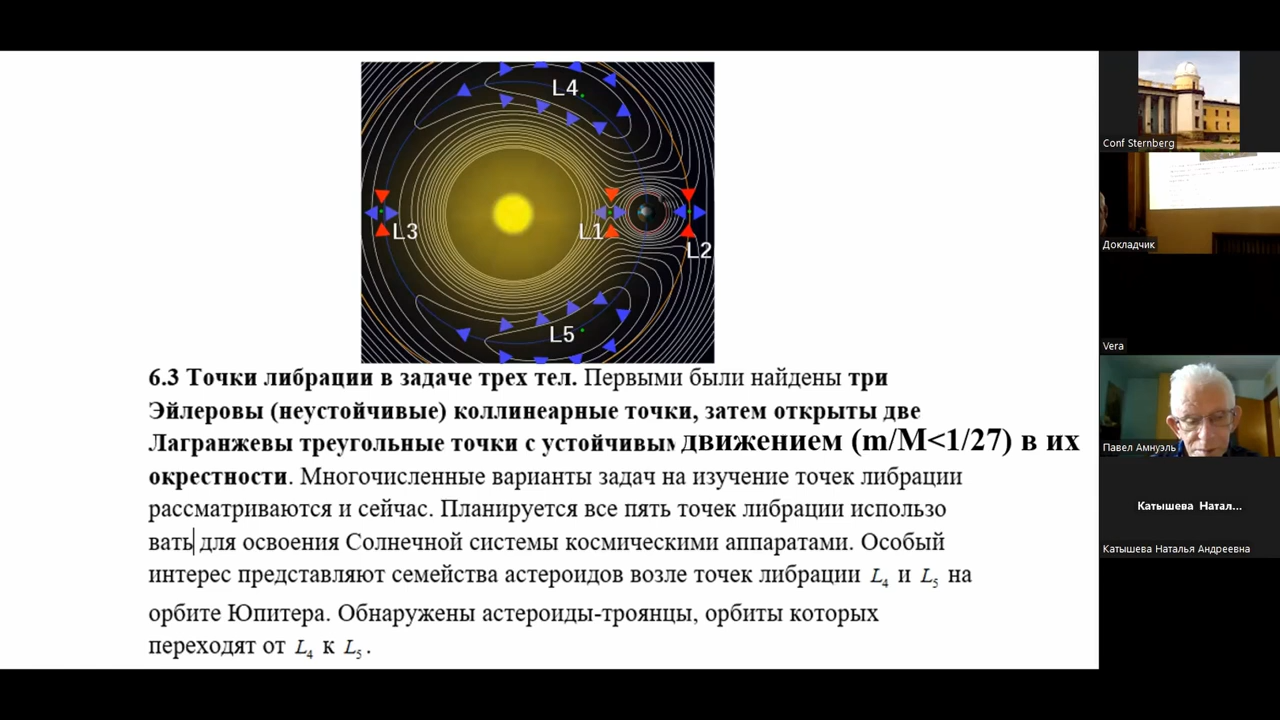 L4
L3
L1
L2
L5
6.3 Точки либрации в задаче трех тел. Первыми были найдены три
Эйлеровы (неустойчивые) коллинеарные точки, затем открыты две
Лагранжевы треугольные точки с устойчивым движением (m/M<1/27) в их
окрестности. Многочисленные варианты задач на изучение точек либрации
рассматриваются и сейчас. Планируется все пять точек либрации использо
вать для освоения Солнечной системы космическими аппаратами. Особый
интерес представляют семейства астероидов возле точек либрации L₄ и L₅ на
орбите Юпитера. Обнаружены астероиды-троянцы, орбиты которых
переходят от L₄ к L₅.
Conf Sternberg
Докладчик
Vera
Павел Амнуэль
Катышева Натал...
Катышева Наталья Андреевна